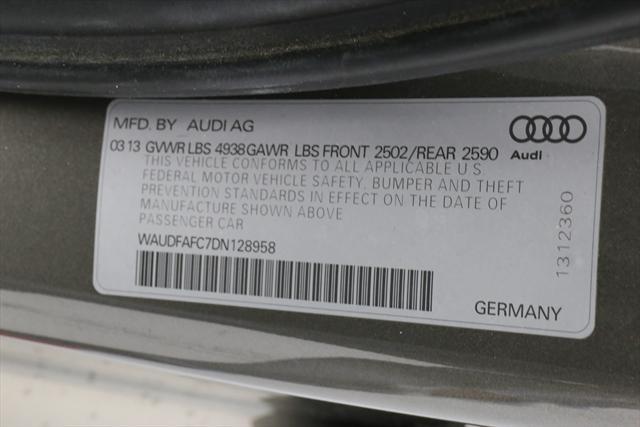 MFD. BY AUDI AG
03 13 GVWR LBS 4938 GAWR LBS FRONT 2502/REAR 2590
THIS VEHICLE CONFORMS TO ALL APPLICABLE U S
FEDERAL MOTOR VEHICLE SAFETY, BUMPER AND THEFT
PREVENTION STANDARDS IN EFFECT ON THE DATE OF
MANUFACTURE SHOWN ABOVE
PASSENGER CAR
WAUDFAFC7DN128958
Audi
1312360
GERMANY